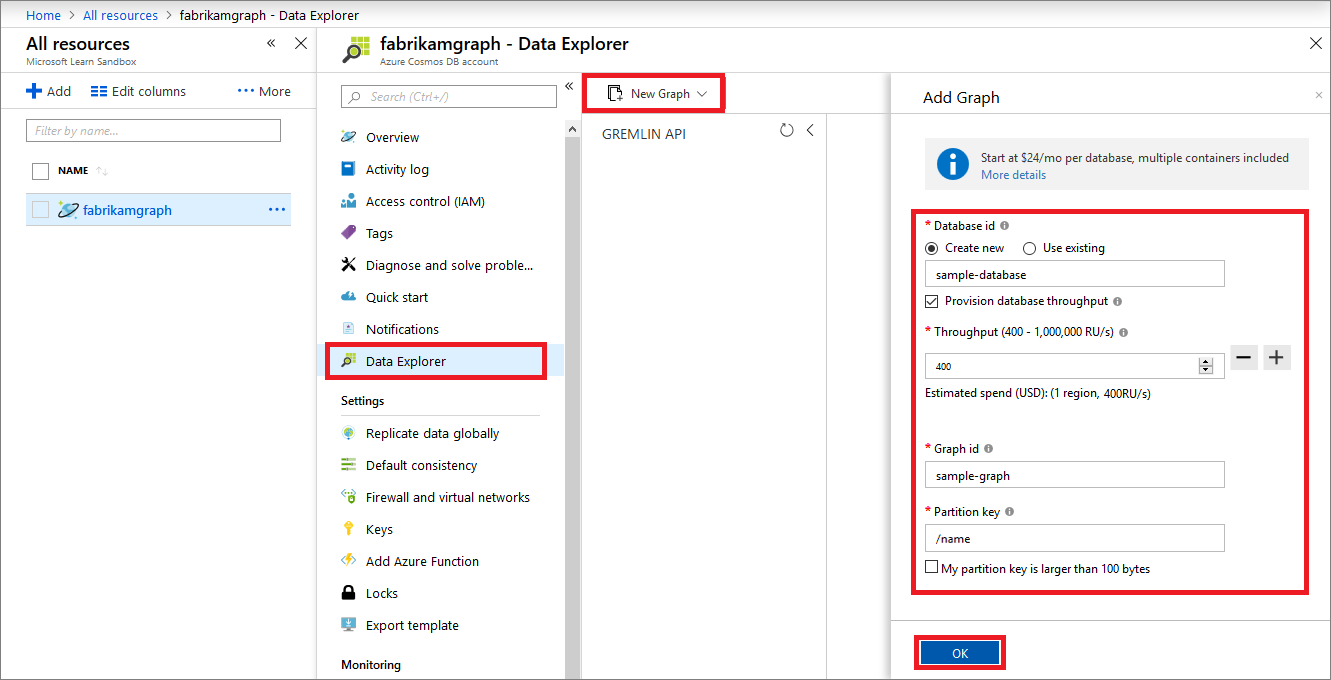 Home > All resources > fabrikamgraph - Data Explorer
All resources
Microsoft Learn Sandbox
Add Edit columns ··· More
Filter by name...
NAME
fabrikamgraph ···
fabrikamgraph - Data Explorer
Azure Cosmos DB account
Search (Ctrl+/)
Overview
Activity log
Access control (IAM)
Tags
Diagnose and solve proble...
Quick start
Notifications
Data Explorer
Settings
Replicate data globally
Default consistency
Firewall and virtual networks
Keys
Add Azure Function
Locks
Export template
Monitoring
New Graph
GREMLIN API
Add Graph
Start at $24/mo per database, multiple containers included
More details
* Database id
Create new Use existing
sample-database
Provision database throughput
* Throughput (400 - 1,000,000 RU/s)
400
Estimated spend (USD): (1 region, 400RU/s)
* Graph id
sample-graph
* Partition key
/name
My partition key is larger than 100 bytes
OK